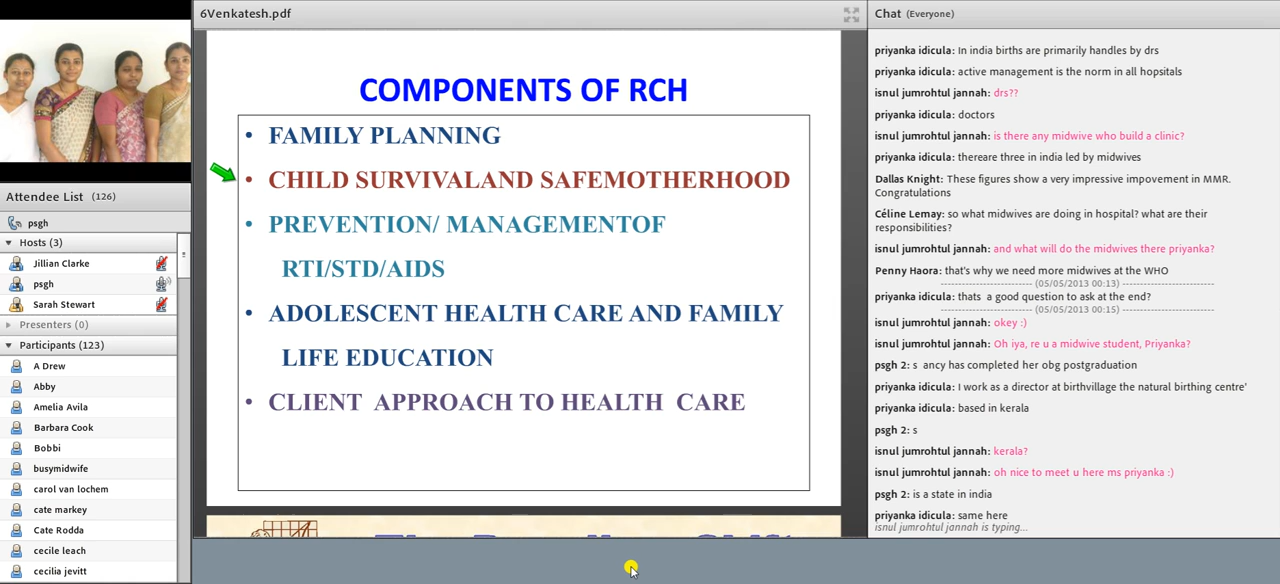 6Venkatesh.pdf
COMPONENTS OF RCH
• FAMILY PLANNING
• CHILD SURVIVALAND SAFEMOTHERHOOD
• PREVENTION/ MANAGEMENTOF
RTI/STD/AIDS
• ADOLESCENT HEALTH CARE AND FAMILY
LIFE EDUCATION
• CLIENT APPROACH TO HEALTH CARE
Attendee List (126)
psgh
Hosts (3)
Jillian Clarke
psgh
Sarah Stewart
Presenters (0)
Participants (123)
A Drew
Abby
Amelia Avila
Barbara Cook
Bobbi
busymidwife
carol van lochem
cate markey
Cate Rodda
cecile leach
cecilia jevitt
Chat (Everyone)
priyanka idicula: In india births are primarily handles by drs
priyanka idicula: active management is the norm in all hopsitals
isnul jumrohtul jannah: drs??
priyanka idicula: doctors
isnul jumrohtul jannah: is there any midwive who build a clinic?
priyanka idicula: thereare three in india led by midwives
Dallas Knight: These figures show a very impressive impovement in MMR.
Congratulations
Céline Lemay: so what midwives are doing in hospital? what are their
responsibilities?
isnul jumrohtul jannah: and what will do the midwives there priyanka?
Penny Haora: that's why we need more midwives at the WHO
(05/05/2013 00:13)
priyanka idicula: thats a good question to ask at the end?
(05/05/2013 00:15)
isnul jumrohtul jannah: okey :)
isnul jumrohtul jannah: Oh iya, re u a midwive student, Priyanka?
psgh 2: s ancy has completed her obg postgraduation
priyanka idicula: I work as a director at birthvillage the natural birthing centre'
priyanka idicula: based in kerala
psgh 2: s
isnul jumrohtul jannah: kerala?
isnul jumrohtul jannah: oh nice to meet u here ms priyanka :)
psgh 2: is a state in india
priyanka idicula: same here
isnul jumrohtul jannah is typing...